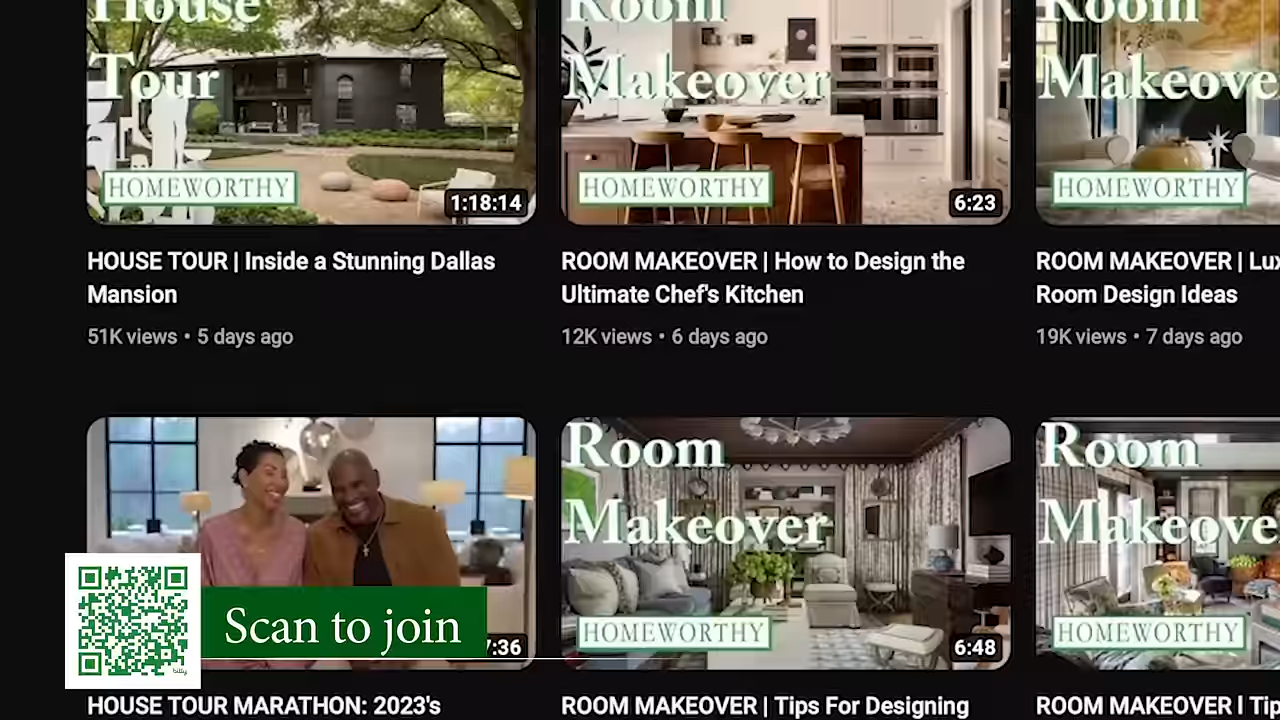 House
Tour
HOMEWORTHY
1:18:14
HOUSE TOUR | Inside a Stunning Dallas
Mansion
51K views • 5 days ago
Room
Makeover
HOMEWORTHY
6:23
ROOM MAKEOVER | How to Design the
Ultimate Chef's Kitchen
12K views • 6 days ago
Room
Makeove
HOMEWORTHY
ROOM MAKEOVER | Lux
Room Design Ideas
19K views • 7 days ago
7:36
Scan to join
bitly
HOUSE TOUR MARATHON: 2023's
Room
Makeover
HOMEWORTHY
6:48
ROOM MAKEOVER | Tips For Designing
Room
Makeove
HOMEWORTHY
ROOM MAKEOVER l Tip